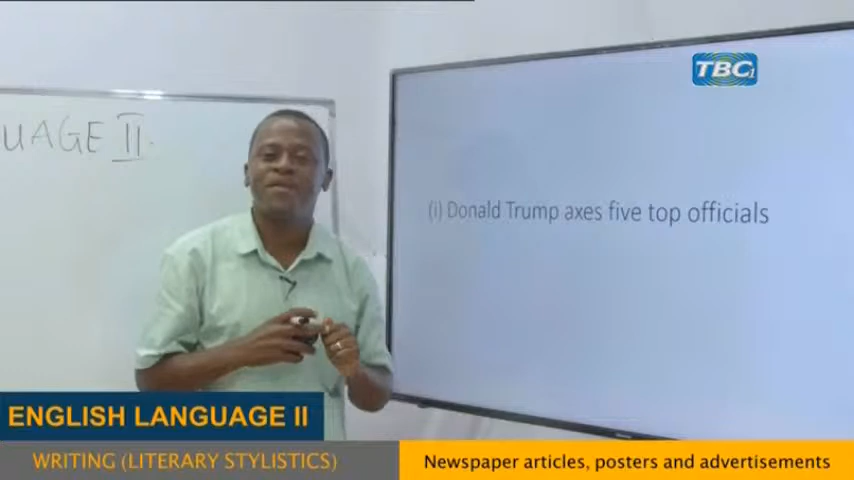 TBC1
UAGE II.
(i) Donald Trump axes five top officials
ENGLISH LANGUAGE II
WRITING (LITERARY STYLISTICS)
Newspaper articles, posters and advertisements